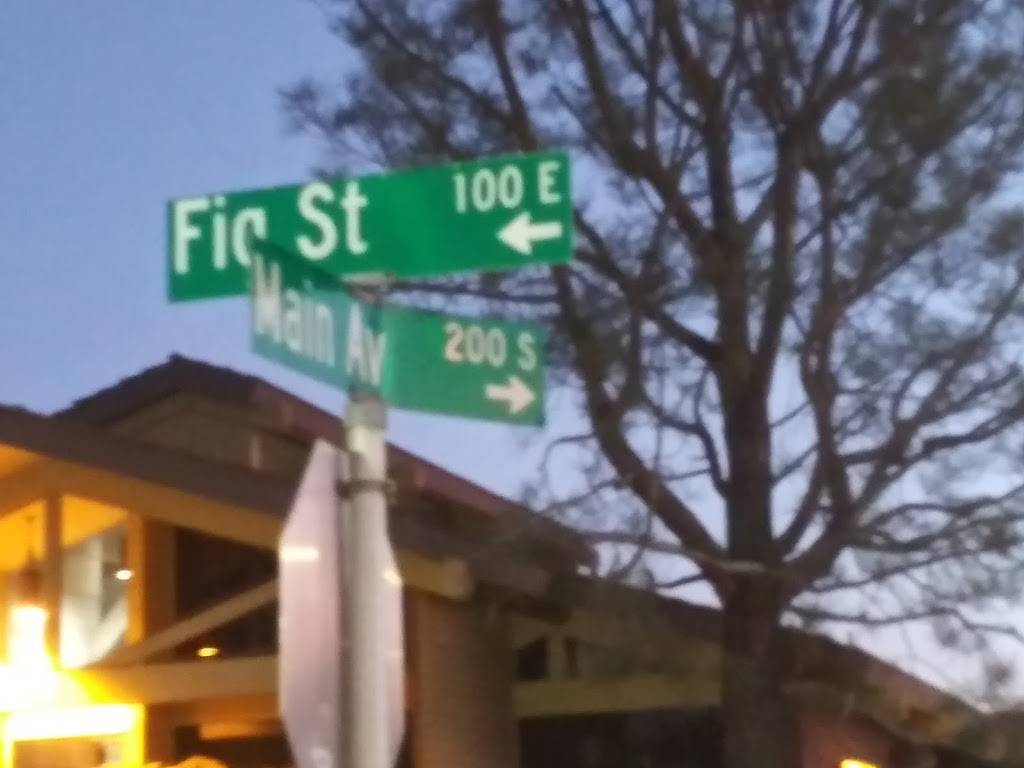 Fig St 100 E
←
Main Av 200 S
→